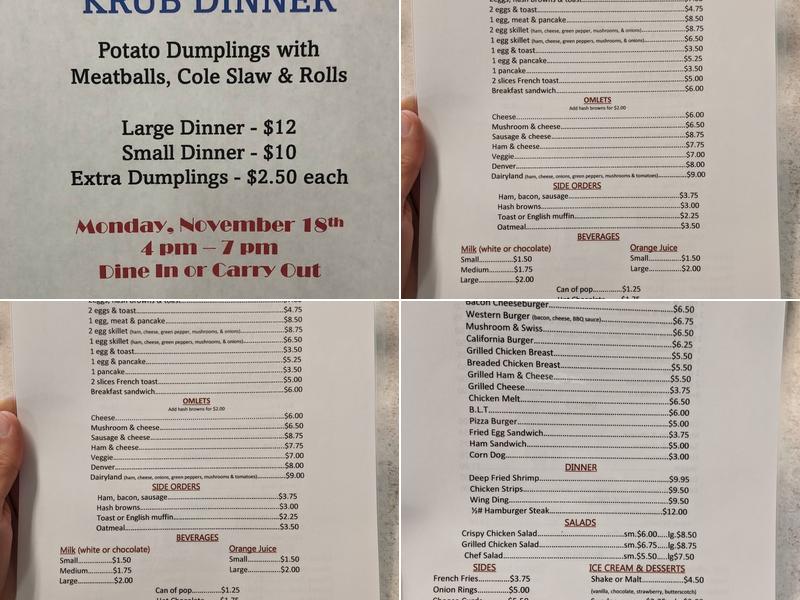 KRUB DINNER
Potato Dumplings with
Meatballs, Cole Slaw & Rolls
Large Dinner - $12
Small Dinner - $10
Extra Dumplings - $2.50 each
Monday, November 18th
4 pm – 7 pm
Dine In or Carry Out
2 eggs & toast $4.75
1 egg, meat & pancake $8.50
2 egg skillet (ham, cheese, green peppers, mushrooms, & onions) $8.75
1 egg skillet (ham, cheese, green peppers, mushrooms, & onions) $6.50
1 egg & toast $3.50
1 egg & pancake $5.25
1 pancake $3.50
2 slices French toast $5.00
Breakfast sandwich $6.00
OMLETS
Add hash browns for $2.00
Cheese $6.00
Mushroom & cheese $6.50
Sausage & cheese $8.75
Ham & cheese $7.75
Veggie $7.00
Denver $8.00
Dairyland (ham, cheese, onions, green peppers, mushrooms & tomatoes) $9.00
SIDE ORDERS
Ham, bacon, sausage $3.75
Hash browns $3.00
Toast or English muffin $2.25
Oatmeal $3.50
BEVERAGES
Milk (white or chocolate) Orange Juice
Small $1.50 Small $1.50
Medium $1.75 Large $2.00
Large $2.00
Can of pop $1.25
2 eggs, hash browns & toast
2 eggs & toast $4.75
1 egg, meat & pancake $8.50
2 egg skillet (ham, cheese, green pepper, mushrooms, & onions) $8.75
1 egg skillet (ham, cheese, green peppers, mushrooms, & onions) $6.50
1 egg & toast $3.50
1 egg & pancake $5.25
1 pancake $3.50
2 slices French toast $5.00
Breakfast sandwich $6.00
OMLETS
Add hash browns for $2.00
Cheese $6.00
Mushroom & cheese $6.50
Sausage & cheese $8.75
Ham & cheese $7.75
Veggie $7.00
Denver $8.00
Dairyland (ham, cheese, onions, green peppers, mushrooms & tomatoes) $9.00
SIDE ORDERS
Ham, bacon, sausage $3.75
Hash browns $3.00
Toast or English muffin $2.25
Oatmeal $3.50
BEVERAGES
Milk (white or chocolate) Orange Juice
Small $1.50 Small $1.50
Medium $1.75 Large $2.00
Large $2.00
Can of pop $1.25
Bacon Cheeseburger $6.50
Western Burger (bacon, cheese, BBQ sauce) $6.75
Mushroom & Swiss $6.50
California Burger $6.25
Grilled Chicken Breast $5.50
Breaded Chicken Breast $5.50
Grilled Ham & Cheese $5.50
Grilled Cheese $3.75
Chicken Melt $6.50
B.L.T. $6.00
Pizza Burger $5.00
Fried Egg Sandwich $3.75
Ham Sandwich $5.00
Corn Dog $3.00
DINNER
Deep Fried Shrimp $9.95
Chicken Strips $9.50
Wing Ding $9.50
½# Hamburger Steak $12.00
SALADS
Crispy Chicken Salad sm.$6.00.....lg.$8.50
Grilled Chicken Salad sm.$6.75.....lg.$8.75
Chef Salad sm.$5.50.....lg$7.50
SIDES ICE CREAM & DESSERTS
French Fries $3.75 Shake or Malt $4.50
Onion Rings $5.00 (vanilla, chocolate, strawberry, butterscotch)